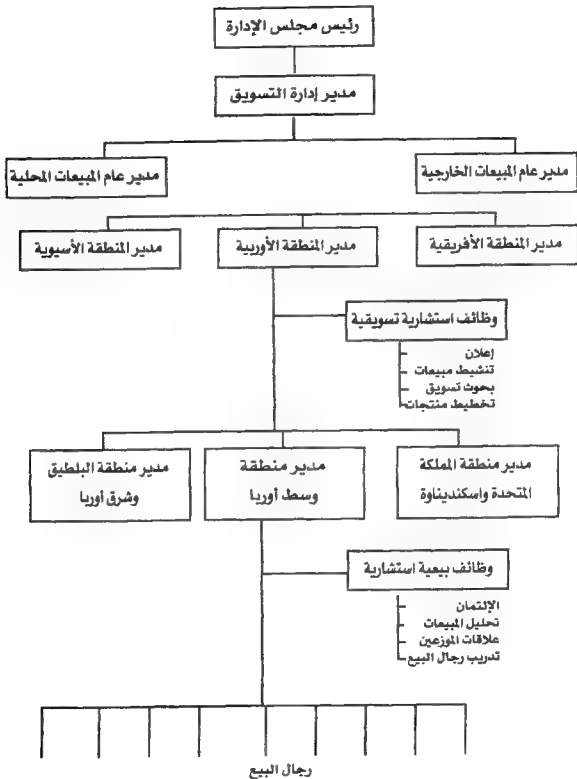 رئيس مجلس الإدارة
مدير إدارة التسويق
مدير عام المبيعات الخارجية
مدير عام المبيعات المحلية
مدير المنطقة الأفريقية
مدير المنطقة الأوربية
مدير المنطقة الأسيوية
وظائف استشارية تسويقية
إعلان
تنشيط مبيعات
بحوث تسويق
تخطيط منتجات
مدير منطقة المملكة
المتحدة واسكنديناوة
مدير منطقة
وسط أوربا
مدير منطقة البلطيق
وشرق أوربا
وظائف بيعية استشارية
الإئتمان
تحليل المبيعات
علاقات الموزعين
تدريب رجال البيع
رجال البيع